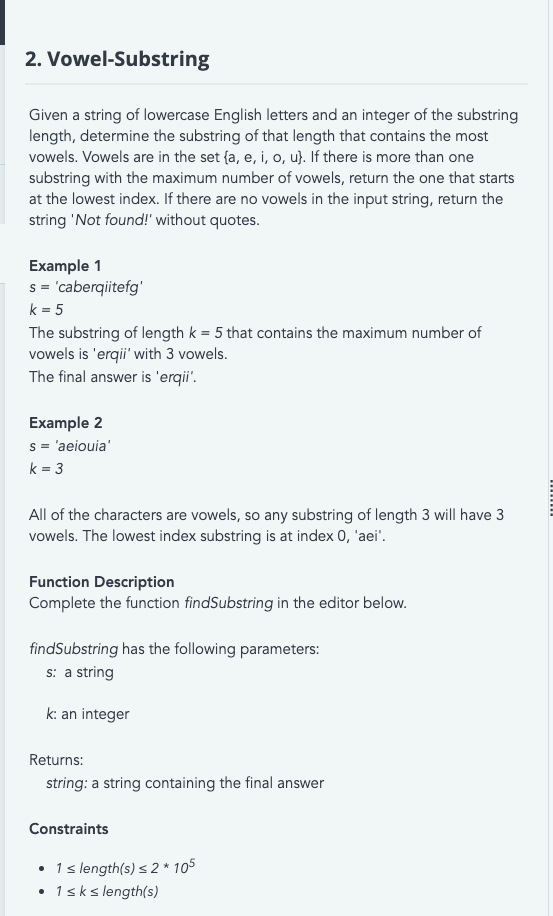 2. Vowel-Substring
Given a string of lowercase English letters and an integer of the substring
length, determine the substring of that length that contains the most
vowels. Vowels are in the set {a, e, i, o, u}. If there is more than one
substring with the maximum number of vowels, return the one that starts
at the lowest index. If there are no vowels in the input string, return the
string 'Not found!' without quotes.
Example 1
s = 'caberqiitefg'
k = 5
The substring of length k = 5 that contains the maximum number of
vowels is 'erqii' with 3 vowels.
The final answer is 'erqii'.
Example 2
s = 'aeiouia'
k = 3
All of the characters are vowels, so any substring of length 3 will have 3
vowels. The lowest index substring is at index 0, 'aei'.
Function Description
Complete the function findSubstring in the editor below.
findSubstring has the following parameters:
s: a string
k: an integer
Returns:
string: a string containing the final answer
Constraints
• 1 ≤ length(s) ≤ 2 * 10⁵
• 1 ≤ k ≤ length(s)